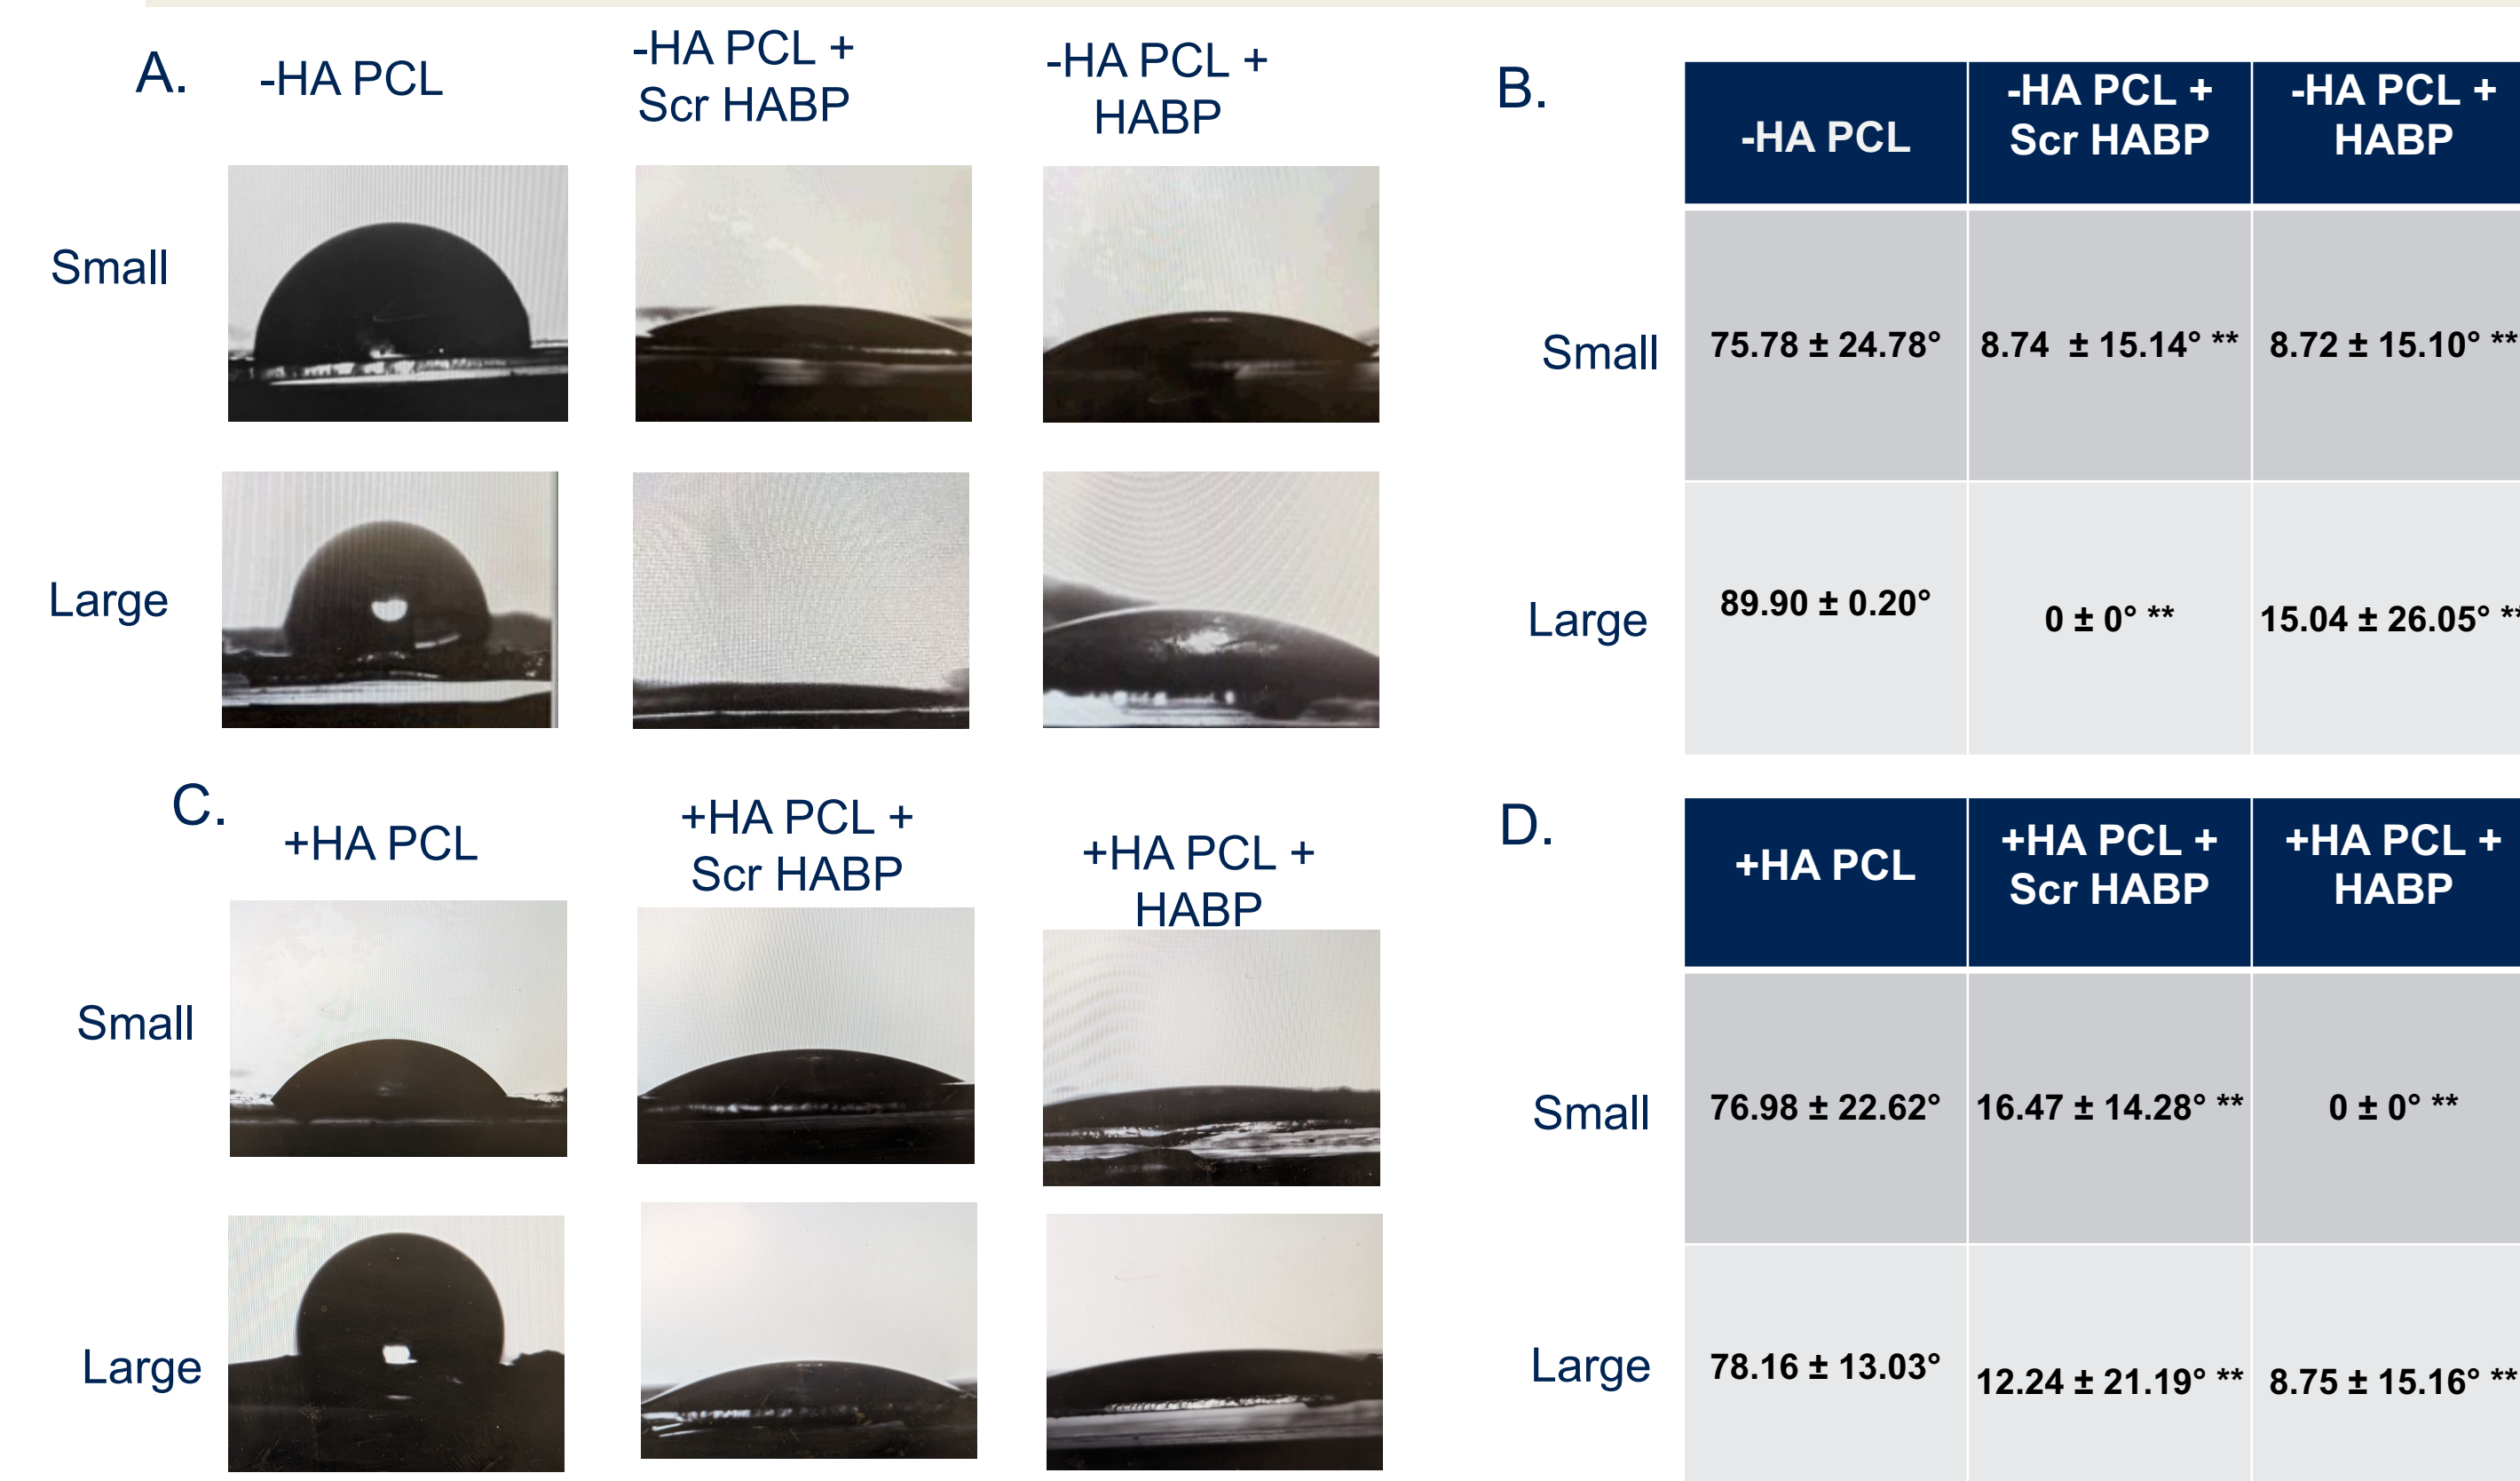 A.
-HA PCL
-HA PCL +
Scr HABP
-HA PCL +
HABP
Small
Large
B.
-HA PCL
-HA PCL +
Scr HABP
-HA PCL +
HABP
Small
75.78 ± 24.78°
8.74 ± 15.14° **
8.72 ± 15.10° **
Large
89.90 ± 0.20°
0 ± 0° **
15.04 ± 26.05° **
C.
+HA PCL
+HA PCL +
Scr HABP
+HA PCL +
HABP
Small
Large
D.
+HA PCL
+HA PCL +
Scr HABP
+HA PCL +
HABP
Small
76.98 ± 22.62°
16.47 ± 14.28° **
0 ± 0° **
Large
78.16 ± 13.03°
12.24 ± 21.19° **
8.75 ± 15.16° **